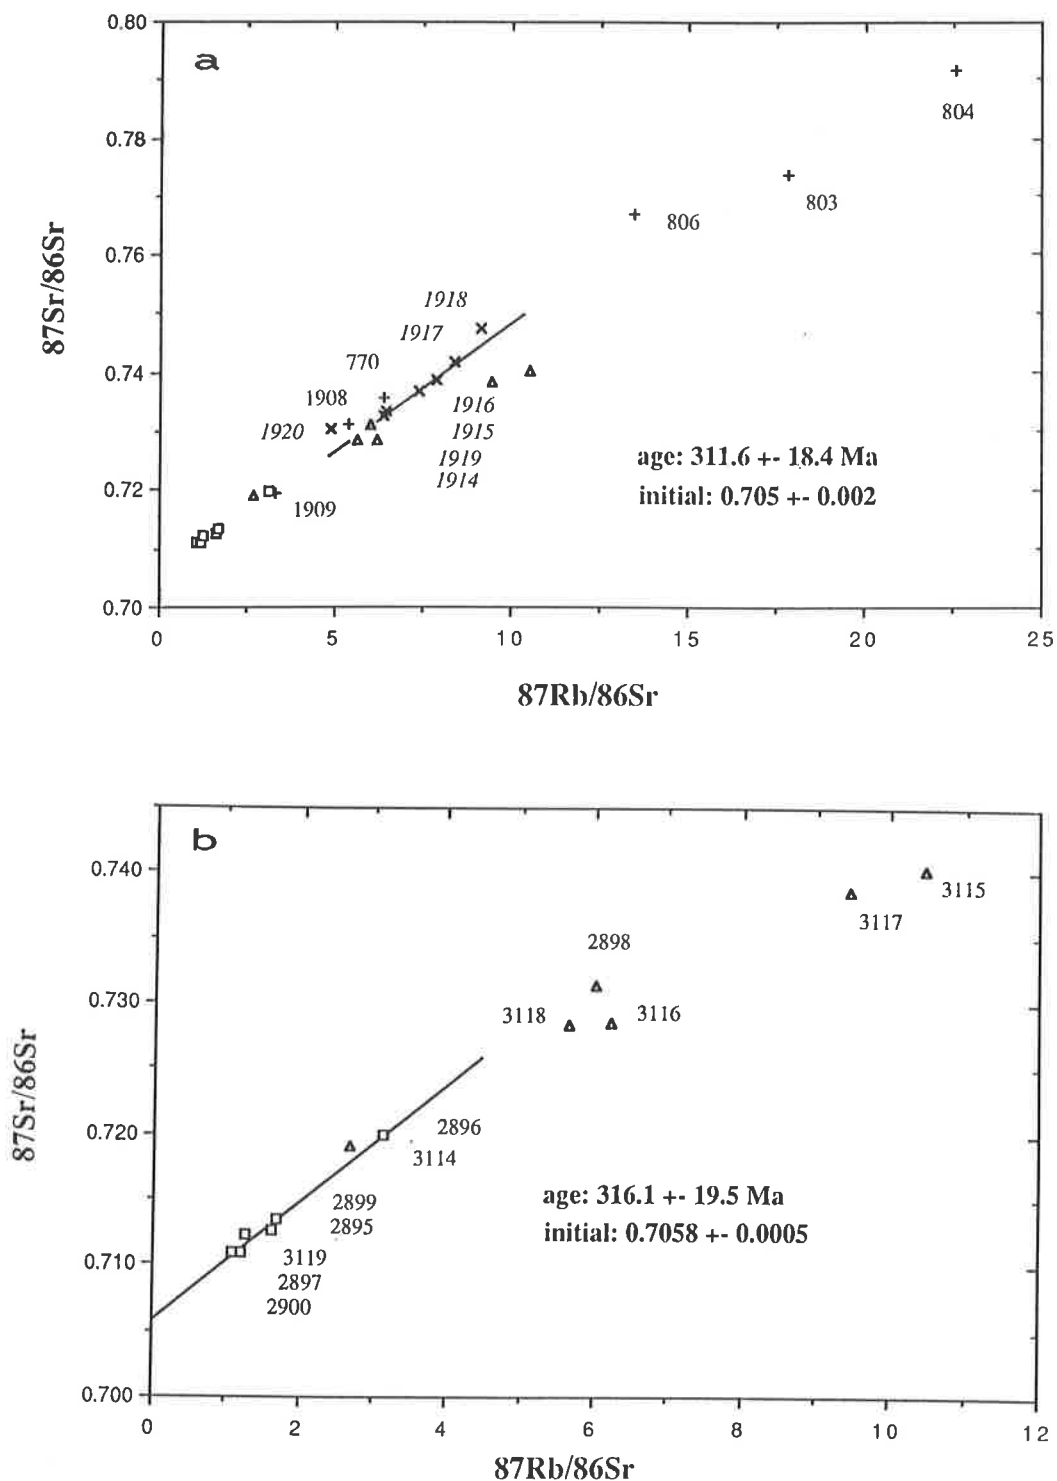 0.80
a
804
0.78
803
806
0.76
87Sr/86Sr
1918
1917
0.74
770
1908
1916
1920
1915
1919
1914
age: 311.6 +- 18.4 Ma
initial: 0.705 +- 0.002
0.72
1909
0.70
0 5 10 15 20 25
87Rb/86Sr
b
0.740
3115
3117
2898
0.730
3118 3116
87Sr/86Sr
0.720
2896
3114
2899
2895
age: 316.1 +- 19.5 Ma
initial: 0.7058 +- 0.0005
0.710
3119
2897
2900
0.700
0 2 4 6 8 10 12
87Rb/86Sr